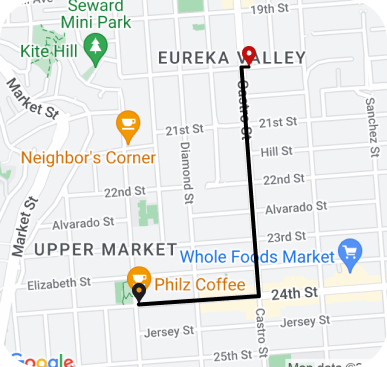 19th St
Seward
Mini Park
Kite Hill
EUREKA VALLEY
Market St
Castro St
21st St
21st St
Sanchez St
Neighbor's Corner
Hill St
Diamond St
22nd St
22nd St
Alvarado St
Alvarado St
Market St
23rd St
UPPER MARKET
Whole Foods Market
Elizabeth St
Philz Coffee
24th St
Castro St
Jersey St
Jersey St
25th St
Google
Map data ©20